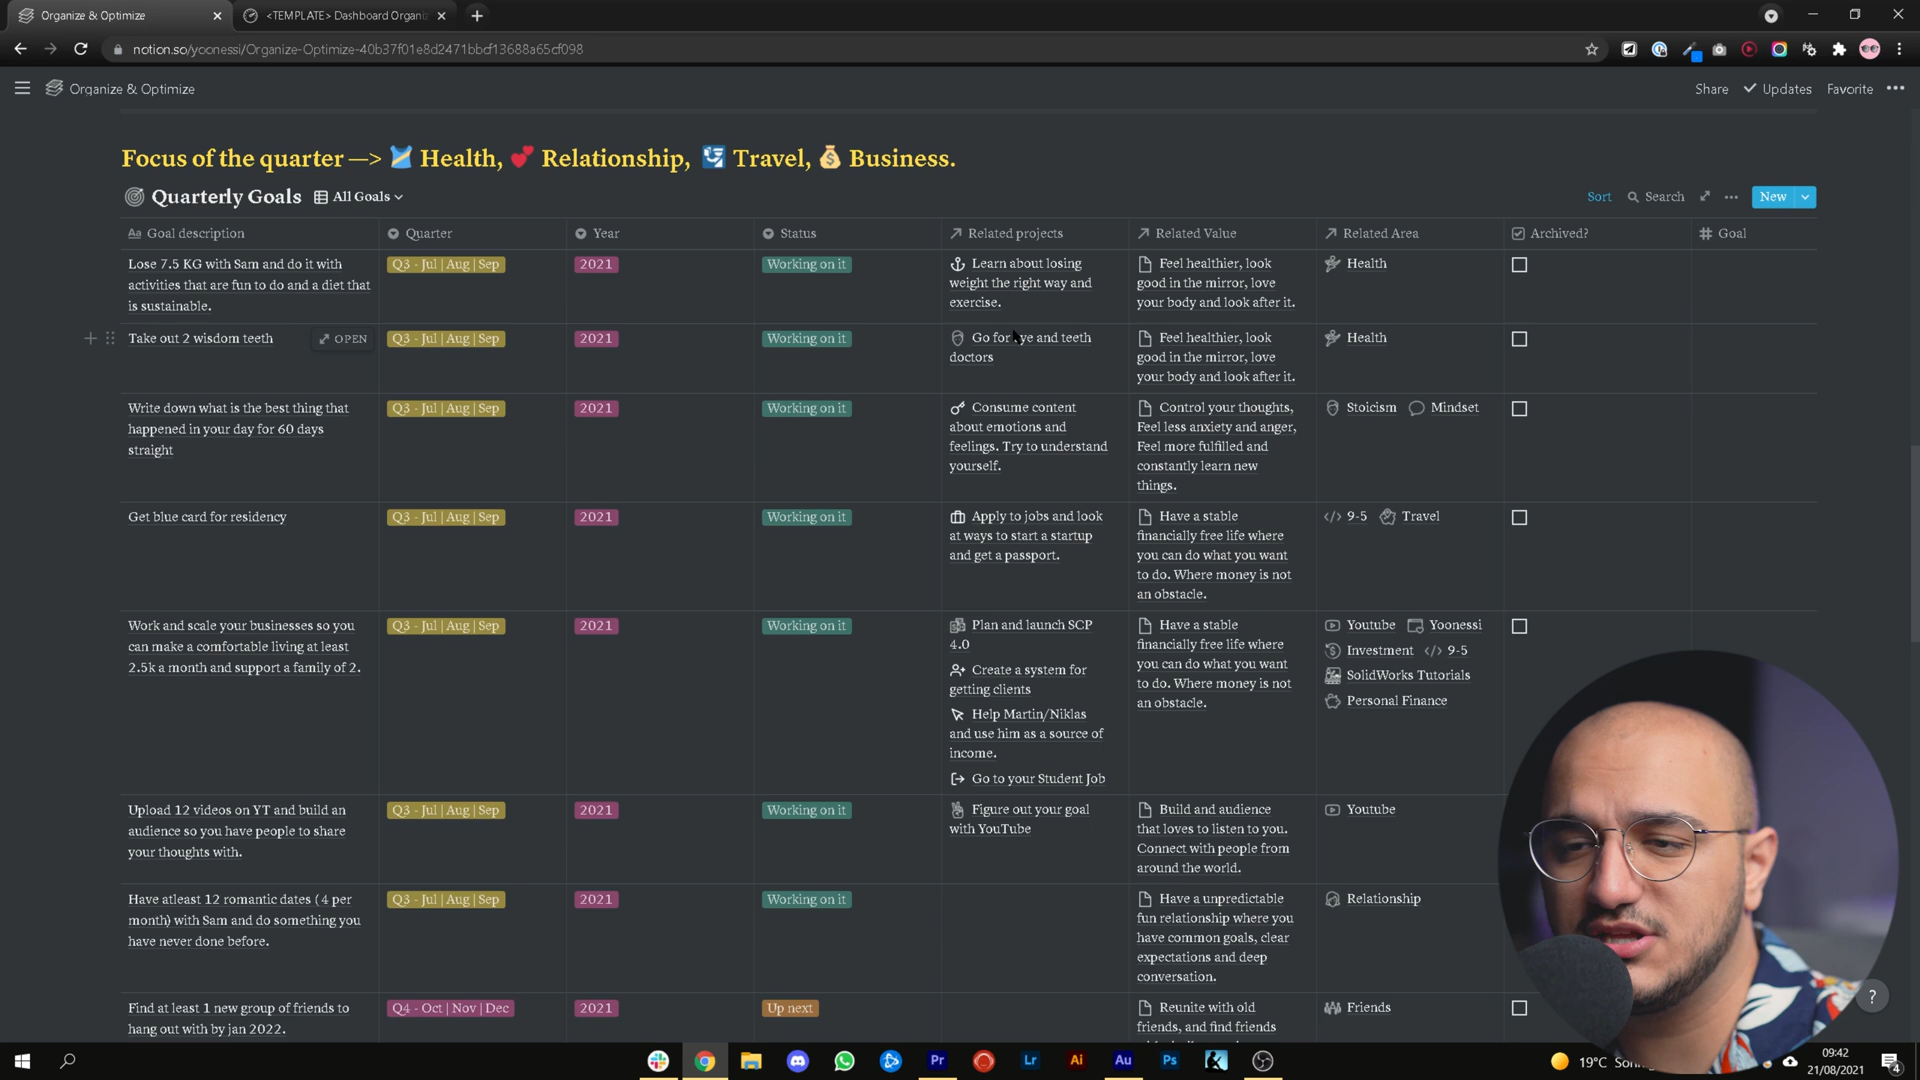 Organize & Optimize
<TEMPLATE> Dashboard Organi
notion.so/yoonessi/Organize-Optimize-40b37f01e8d2471bbcf13688a65cf098
Organize & Optimize
Share
Updates
Favorite
Focus of the quarter —> Health, Relationship, Travel, Business.
Quarterly Goals
All Goals
Sort
Search
New
Aa Goal description
Quarter
Year
Status
Related projects
Related Value
Related Area
Archived?
# Goal
Lose 7.5 KG with Sam and do it with
activities that are fun to do and a diet that
is sustainable.
Q3 - Jul | Aug | Sep
2021
Working on it
Learn about losing
weight the right way and
exercise.
Feel healthier, look
good in the mirror, love
your body and look after it.
Health
Take out 2 wisdom teeth
OPEN
Q3 - Jul | Aug | Sep
2021
Working on it
Go for eye and teeth
doctors
Feel healthier, look
good in the mirror, love
your body and look after it.
Health
Write down what is the best thing that
happened in your day for 60 days
straight
Q3 - Jul | Aug | Sep
2021
Working on it
Consume content
about emotions and
feelings. Try to understand
yourself.
Control your thoughts,
Feel less anxiety and anger,
Feel more fulfilled and
constantly learn new
things.
Stoicism Mindset
Get blue card for residency
Q3 - Jul | Aug | Sep
2021
Working on it
Apply to jobs and look
at ways to start a startup
and get a passport.
Have a stable
financially free life where
you can do what you want
to do. Where money is not
an obstacle.
9-5 Travel
Work and scale your businesses so you
can make a comfortable living at least
2.5k a month and support a family of 2.
Q3 - Jul | Aug | Sep
2021
Working on it
Plan and launch SCP
4.0
Create a system for
getting clients
Help Martin/Niklas
and use him as a source of
income.
Go to your Student Job
Have a stable
financially free life where
you can do what you want
to do. Where money is not
an obstacle.
Youtube Yoonessi
Investment 9-5
SolidWorks Tutorials
Personal Finance
Upload 12 videos on YT and build an
audience so you have people to share
your thoughts with.
Q3 - Jul | Aug | Sep
2021
Working on it
Figure out your goal
with YouTube
Build and audience
that loves to listen to you.
Connect with people from
around the world.
Youtube
Have atleast 12 romantic dates ( 4 per
month) with Sam and do something you
have never done before.
Q3 - Jul | Aug | Sep
2021
Working on it
Have a unpredictable
fun relationship where you
have common goals, clear
expectations and deep
conversation.
Relationship
Find at least 1 new group of friends to
hang out with by jan 2022.
Q4 - Oct | Nov | Dec
2021
Up next
Reunite with old
friends, and find friends
Friends
?
Pr
Lr
Ai
Au
Ps
19°C
09:42
21/08/2021
4